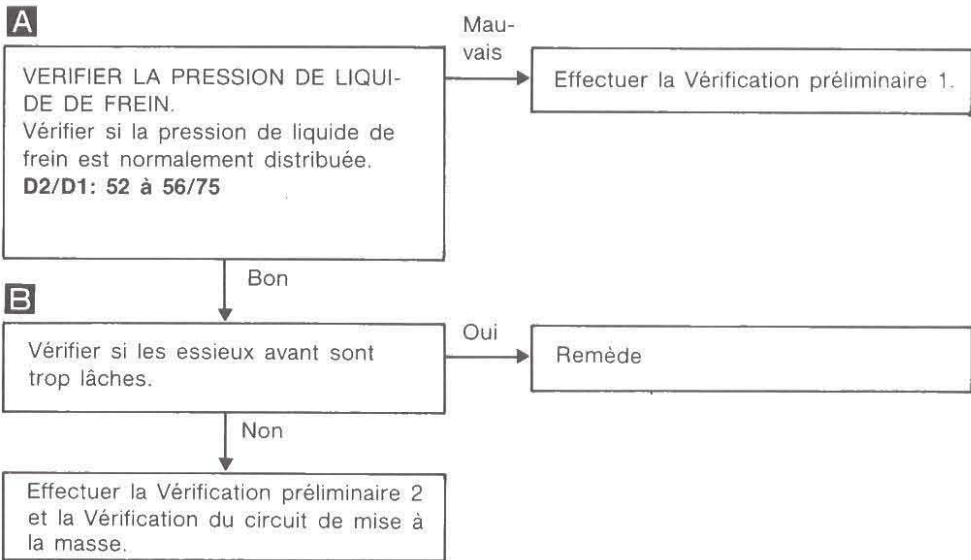 A
VERIFIER LA PRESSION DE LIQUI-
DE DE FREIN.
Vérifier si la pression de liquide de
frein est normalement distribuée.
D2/D1: 52 à 56/75
Mau-
vais
Effectuer la Vérification préliminaire 1.
Bon
B
Vérifier si les essieux avant sont
trop lâches.
Oui
Remède
Non
Effectuer la Vérification préliminaire 2
et la Vérification du circuit de mise à
la masse.